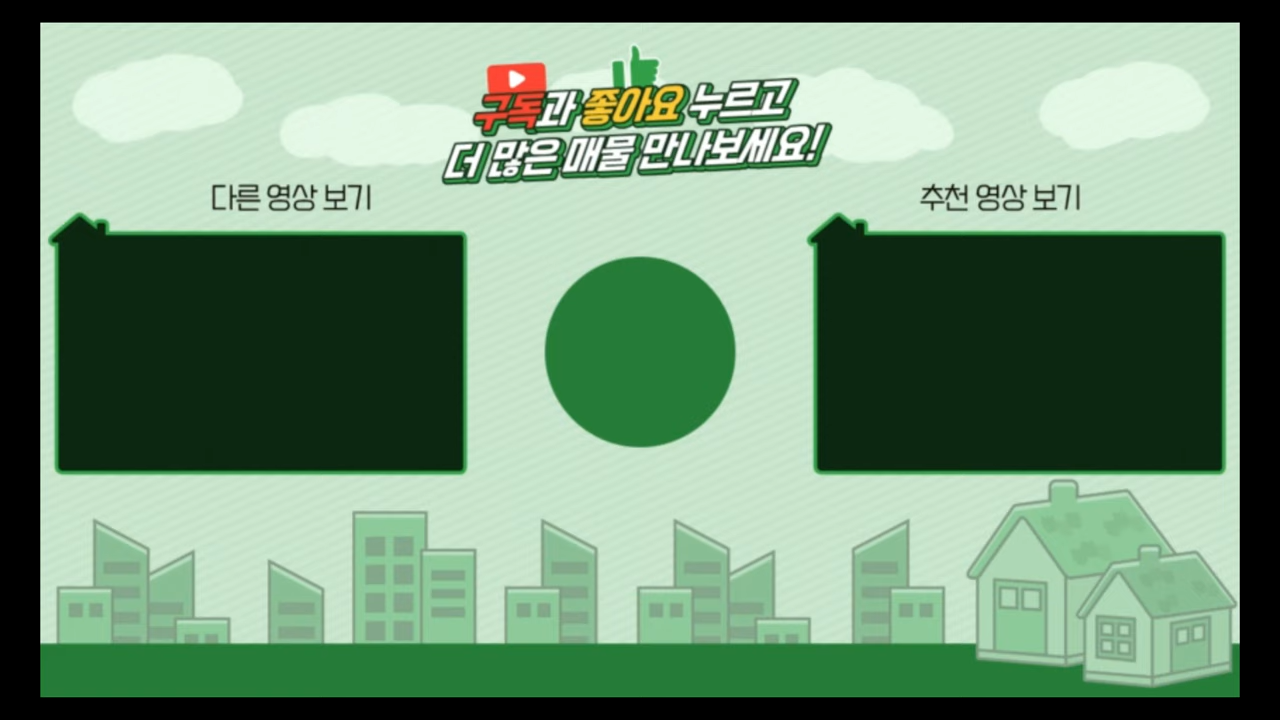 구독과 좋아요 누르고
더 많은 매물 만나보세요!
다른 영상 보기
추천 영상 보기